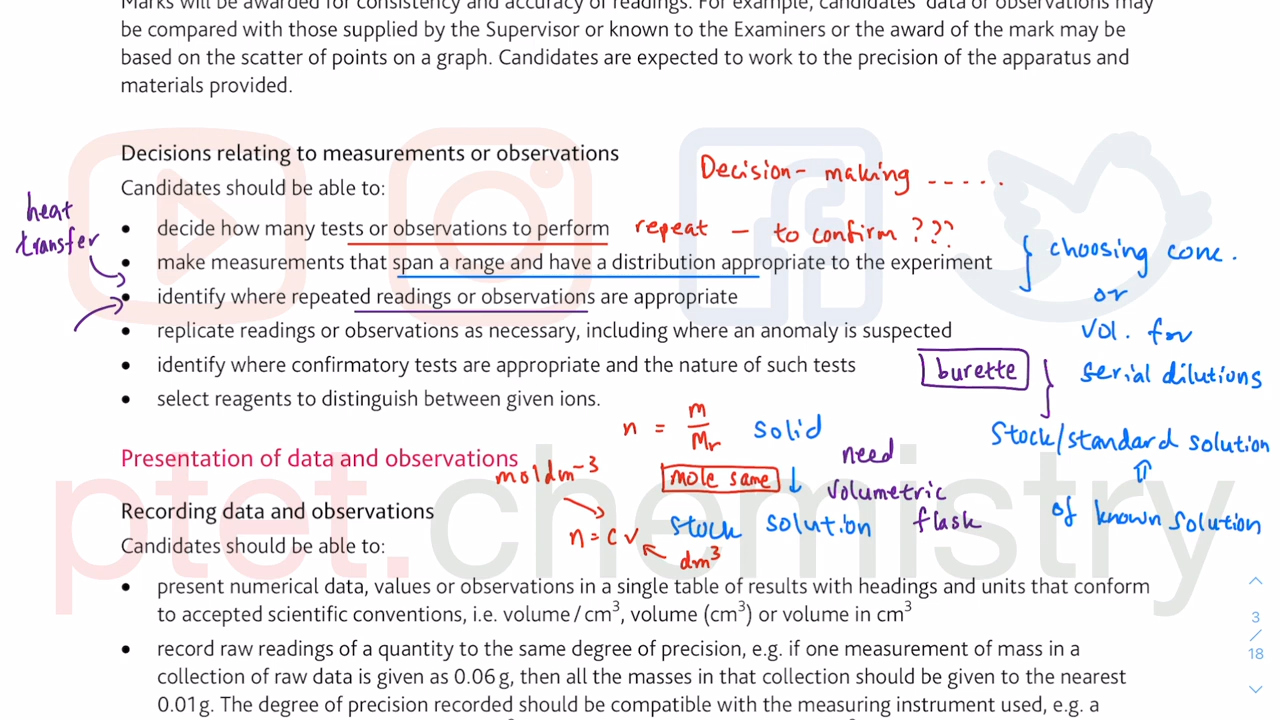 Marks will be awarded for consistency and accuracy of readings. For example, candidates' data or observations may
be compared with those supplied by the Supervisor or known to the Examiners or the award of the mark may be
based on the scatter of points on a graph. Candidates are expected to work to the precision of the apparatus and
materials provided.
Decisions relating to measurements or observations
Decision- making .....
Candidates should be able to:
heat
transfer
• decide how many tests or observations to perform
repeat – to confirm ???
• make measurements that span a range and have a distribution appropriate to the experiment
choosing conc.
or
vol. for
serial dilutions
• identify where repeated readings or observations are appropriate
• replicate readings or observations as necessary, including where an anomaly is suspected
• identify where confirmatory tests are appropriate and the nature of such tests
burette
• select reagents to distinguish between given ions.
stock/standard solution
⇑
of known solution
n = m/Mr
solid
mole same ↓
need
volumetric
flask
stock solution
moldm⁻³
n = c v
dm³
Presentation of data and observations
ptet.chemistry
Recording data and observations
Candidates should be able to:
• present numerical data, values or observations in a single table of results with headings and units that conform
to accepted scientific conventions, i.e. volume / cm³, volume (cm³) or volume in cm³
• record raw readings of a quantity to the same degree of precision, e.g. if one measurement of mass in a
collection of raw data is given as 0.06 g, then all the masses in that collection should be given to the nearest
0.01 g. The degree of precision recorded should be compatible with the measuring instrument used, e.g. a
3
/
18